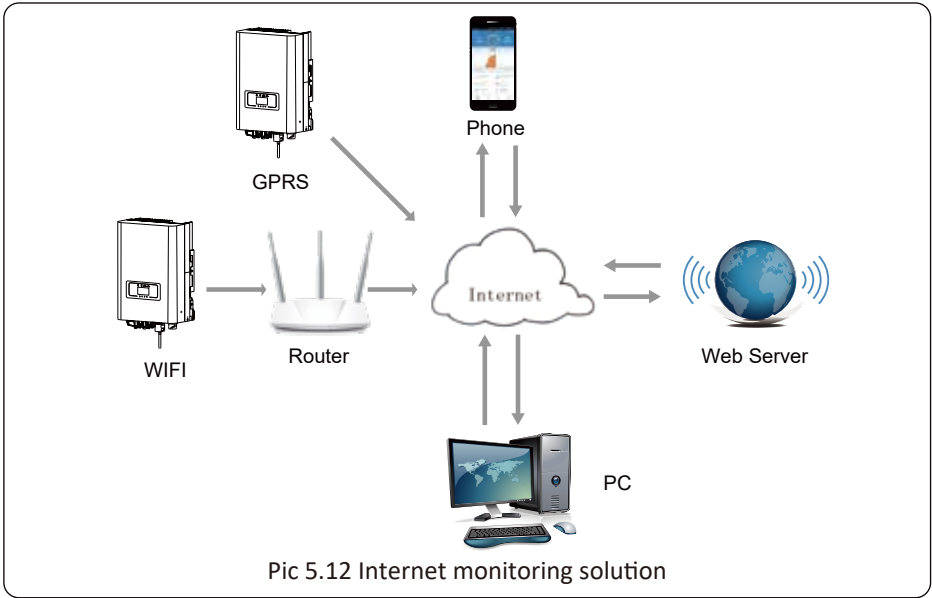 Phone
GPRS
Internet
WIFI
Router
Web Server
PC
Pic 5.12 Internet monitoring solution